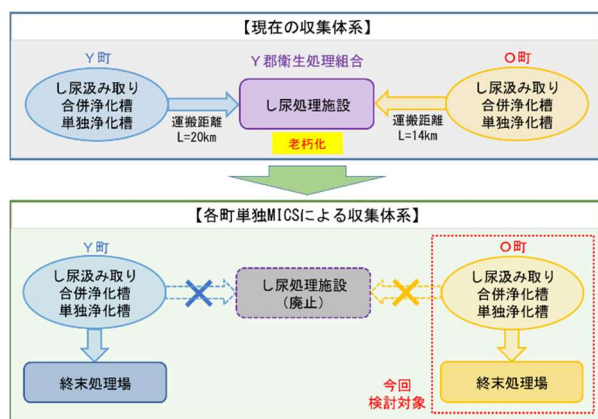 【現在の収集体系】
Y町
Y郡衛生処理組合
O町
し尿汲み取り
合併浄化槽
単独浄化槽
運搬距離
L=20km
し尿処理施設
老朽化
運搬距離
L=14km
し尿汲み取り
合併浄化槽
単独浄化槽
【各町単独MICSによる収集体系】
Y町
O町
し尿汲み取り
合併浄化槽
単独浄化槽
し尿処理施設
(廃止)
し尿汲み取り
合併浄化槽
単独浄化槽
終末処理場
今回
検討対象
終末処理場